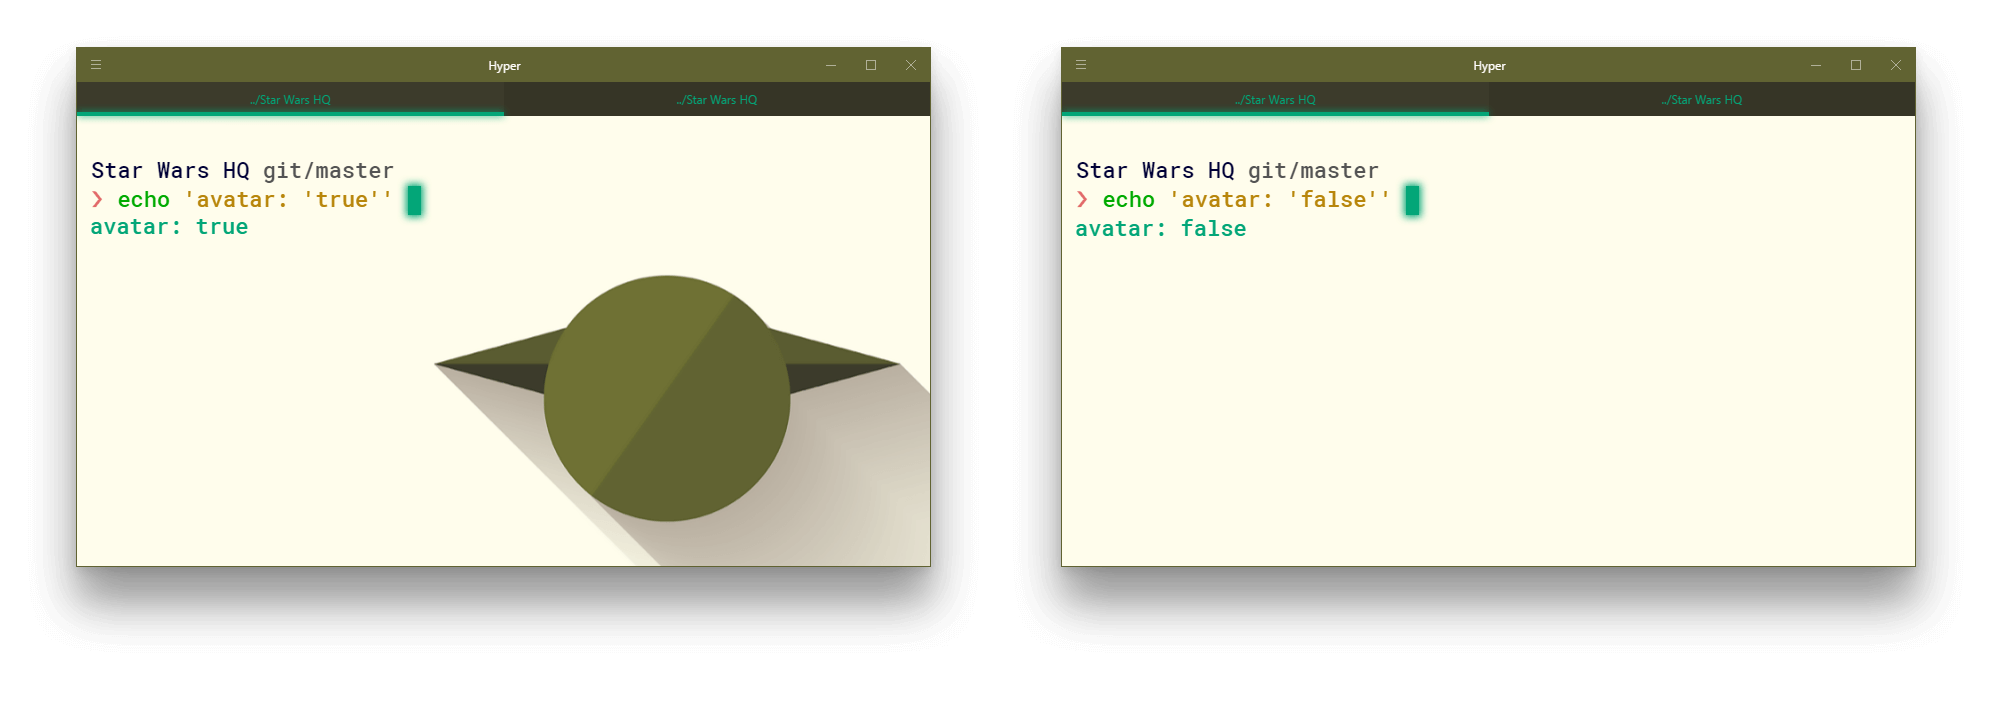 Hyper
../Star Wars HQ ../Star Wars HQ
Star Wars HQ git/master
❯ echo 'avatar: 'true''
avatar: true
Hyper
../Star Wars HQ ../Star Wars HQ
Star Wars HQ git/master
❯ echo 'avatar: 'false''
avatar: false